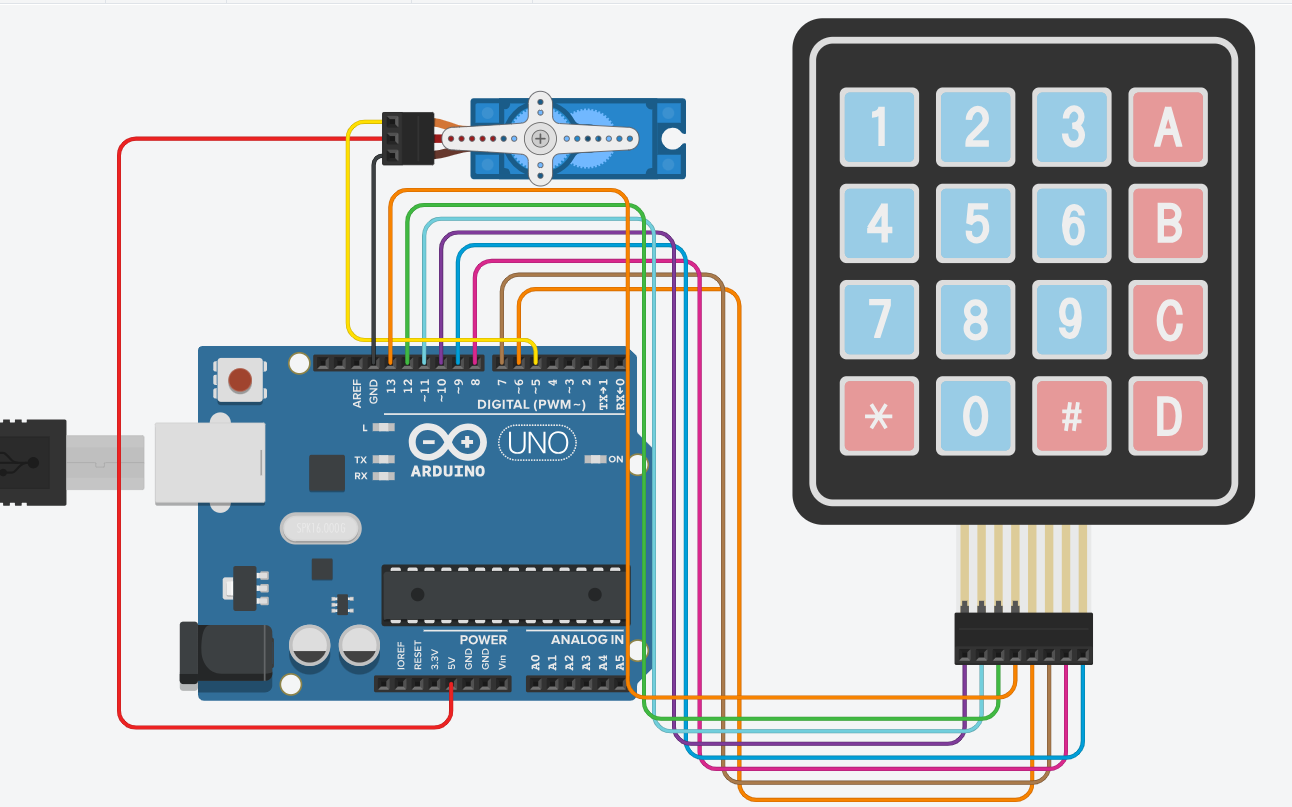 1 2 3 A
4 5 6 B
7 8 9 C
* 0 # D
AREF
GND
13
12
~11
~10
~9
8
7
~6
~5
4
~3
2
TX→1
RX←0
DIGITAL (PWM~)
L
TX
RX
ARDUINO
UNO
ON
POWER
ANALOG IN
IOREF
RESET
3.3V
5V
GND
GND
Vin
A0
A1
A2
A3
A4
A5